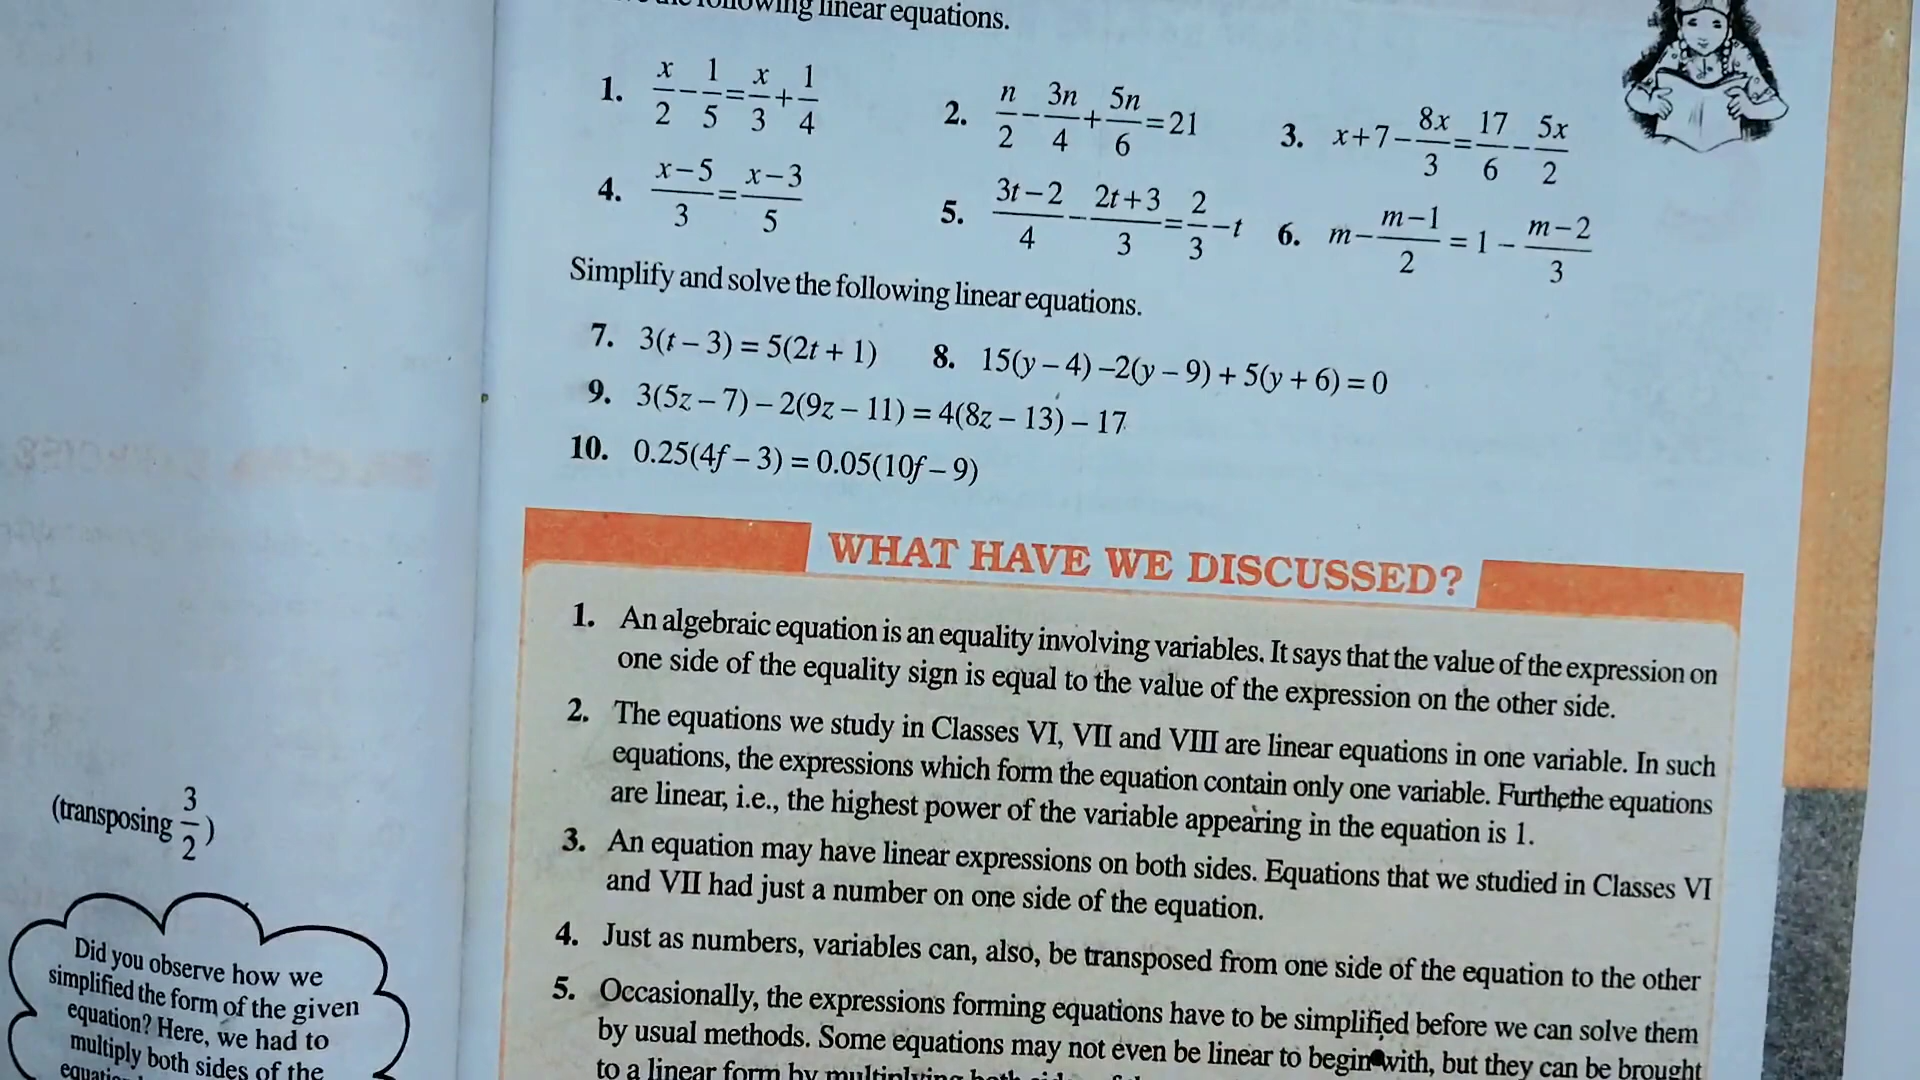 following linear equations.
1. x/2 − 1/5 = x/3 + 1/4
2. n/2 − 3n/4 + 5n/6 = 21
3. x + 7 − 8x/3 = 17/6 − 5x/2
4. x − 5/3 = x − 3/5
5. 3t − 2/4 − 2t + 3/3 = 2/3 − t
6. m − m − 1/2 = 1 − m − 2/3
Simplify and solve the following linear equations.
7. 3(t – 3) = 5(2t + 1)
8. 15(y – 4) –2(y – 9) + 5(y + 6) = 0
9. 3(5z – 7) – 2(9z – 11) = 4(8z – 13) – 17
10. 0.25(4f – 3) = 0.05(10f – 9)
WHAT HAVE WE DISCUSSED?
1. An algebraic equation is an equality involving variables. It says that the value of the expression on
one side of the equality sign is equal to the value of the expression on the other side.
2. The equations we study in Classes VI, VII and VIII are linear equations in one variable. In such
equations, the expressions which form the equation contain only one variable. Furthethe equations
are linear, i.e., the highest power of the variable appearing in the equation is 1.
3. An equation may have linear expressions on both sides. Equations that we studied in Classes VI
and VII had just a number on one side of the equation.
4. Just as numbers, variables can, also, be transposed from one side of the equation to the other
5. Occasionally, the expressions forming equations have to be simplified before we can solve them
by usual methods. Some equations may not even be linear to begin with, but they can be brought
to a linear form by multiplying both
(transposing 3/2)
Did you observe how we
simplified the form of the given
equation? Here, we had to
multiply both sides of the